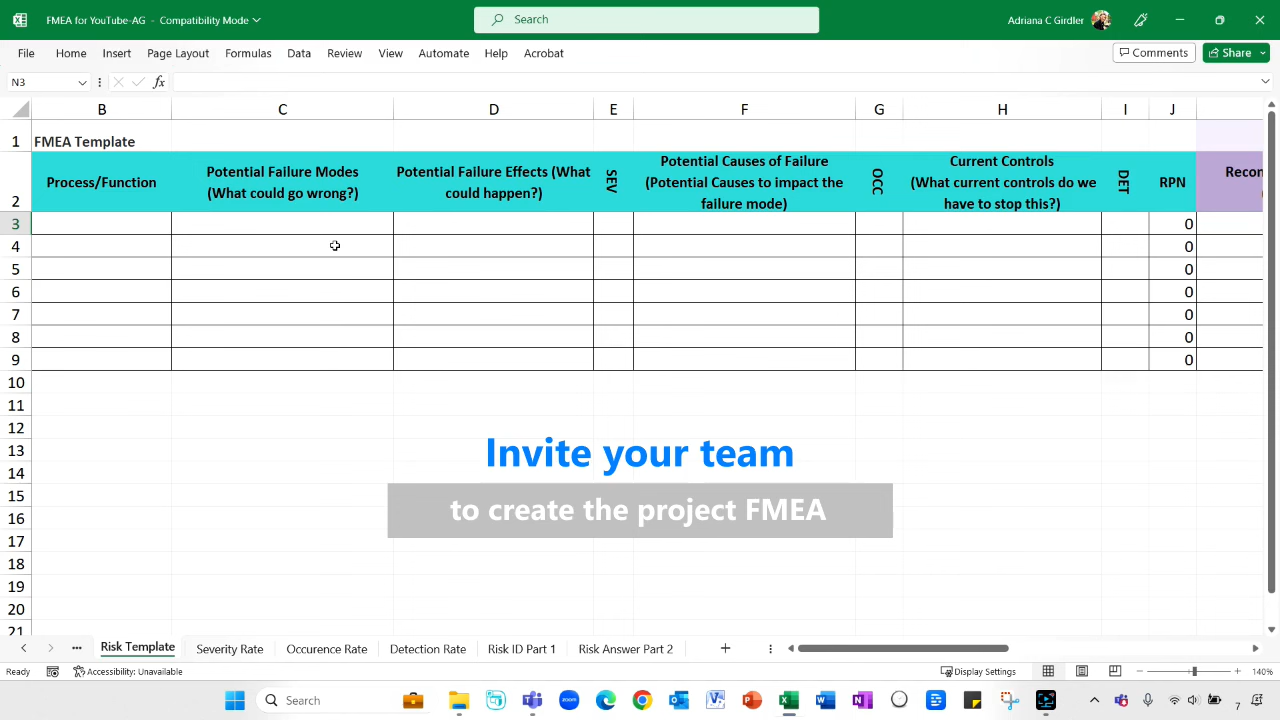 FMEA for YouTube-AG - Compatibility Mode
Search
Adriana C Girdler
File Home Insert Page Layout Formulas Data Review View Automate Help Acrobat
Comments Share
N3
fx
B C D E F G H I J
1 FMEA Template
2 Process/Function
Potential Failure Modes
(What could go wrong?)
Potential Failure Effects (What
could happen?)
SEV
Potential Causes of Failure
(Potential Causes to impact the
failure mode)
OCC
Current Controls
(What current controls do we
have to stop this?)
DET
RPN
Recon
3 0
4 0
5 0
6 0
7 0
8 0
9 0
10
11
12
13
14
15
16
17
18
19
20
21
Invite your team
to create the project FMEA
Risk Template Severity Rate Occurence Rate Detection Rate Risk ID Part 1 Risk Answer Part 2
Ready Accessibility: Unavailable Display Settings 140%
Search
7